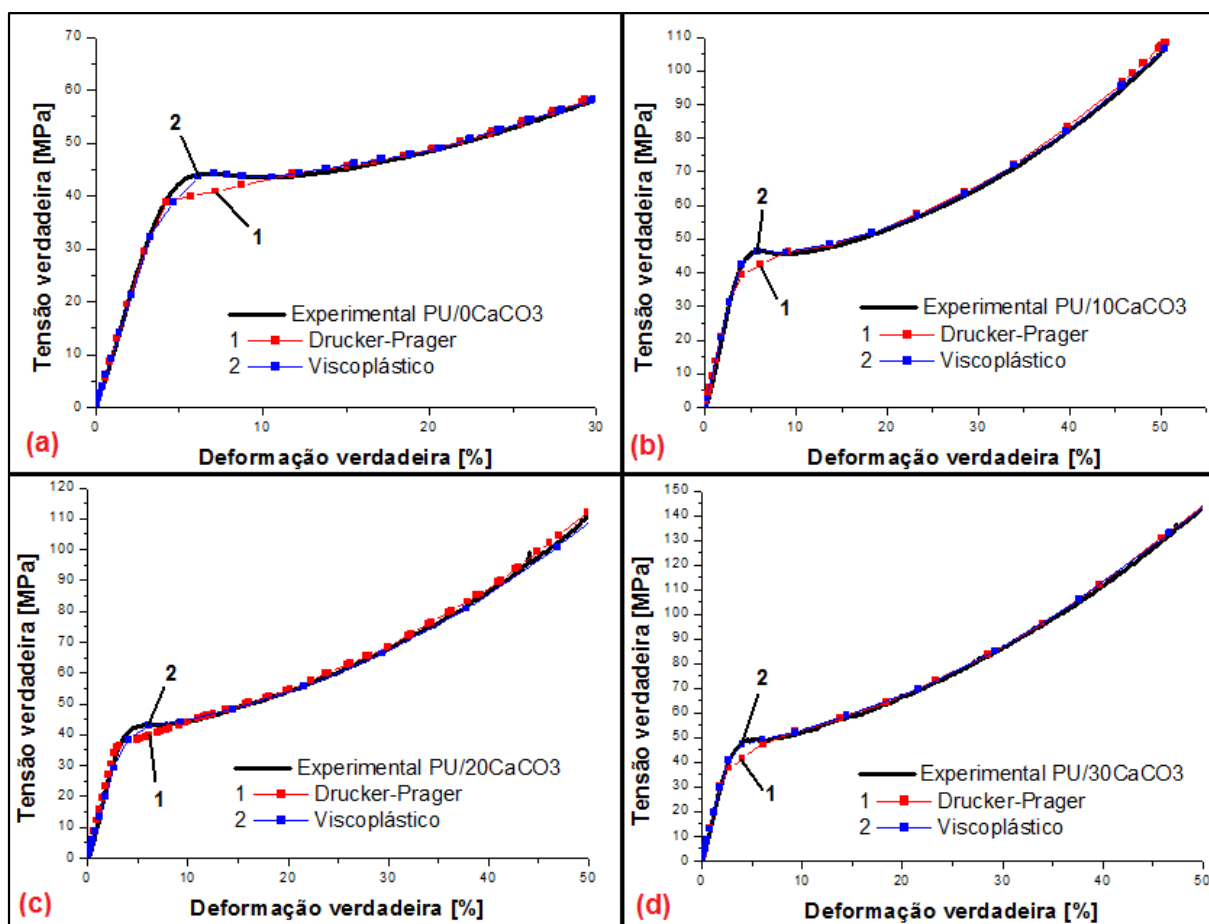 Tensão verdadeira [MPa]
70
60
50
40
30
20
10
0
2
1
Experimental PU/0CaCO3
1 Drucker-Prager
2 Viscoplástico
0 10 20 30
Deformação verdadeira [%]
(a)
Tensão verdadeira [MPa]
110
100
90
80
70
60
50
40
30
20
10
0
2
1
Experimental PU/10CaCO3
1 Drucker-Prager
2 Viscoplástico
0 10 20 30 40 50
Deformação verdadeira [%]
(b)
Tensão verdadeira [MPa]
120
110
100
90
80
70
60
50
40
30
20
10
0
2
1
Experimental PU/20CaCO3
1 Drucker-Prager
2 Viscoplástico
0 10 20 30 40 50
Deformação verdadeira [%]
(c)
Tensão verdadeira [MPa]
150
140
130
120
110
100
90
80
70
60
50
40
30
20
10
0
2
1
Experimental PU/30CaCO3
1 Drucker-Prager
2 Viscoplástico
0 10 20 30 40 50
Deformação verdadeira [%]
(d)